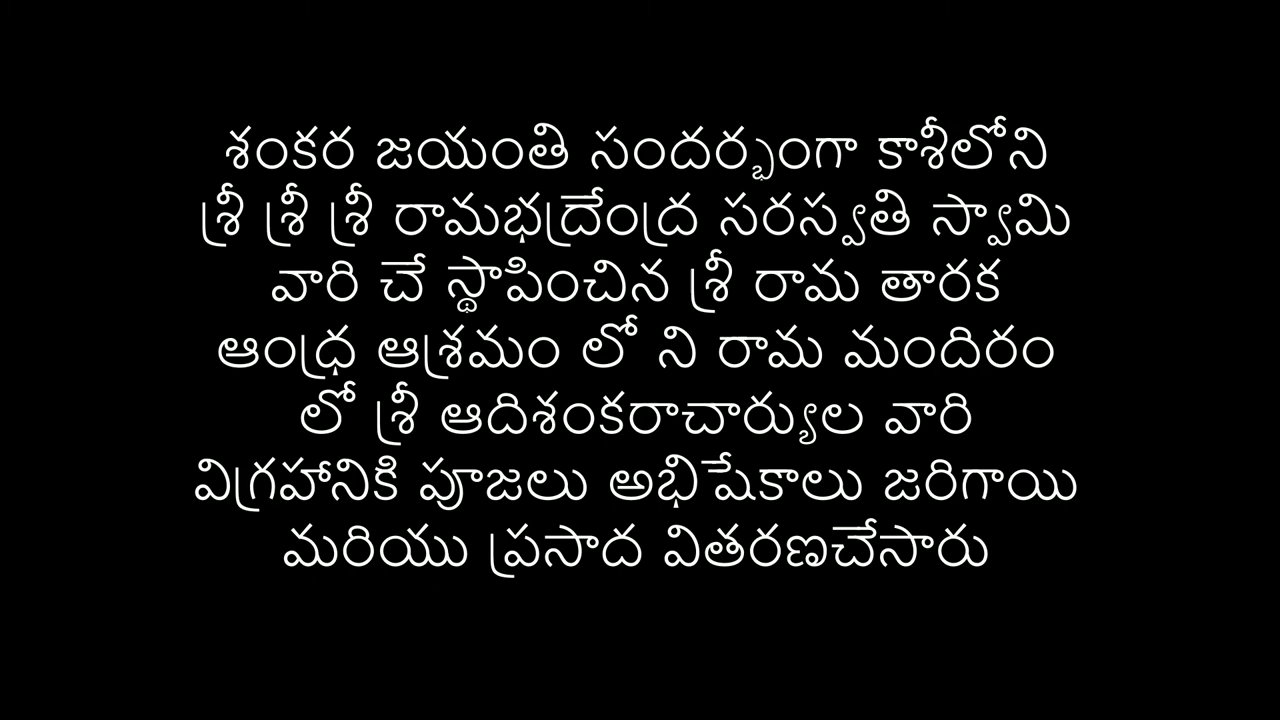 శంకర జయంతి సందర్భంగా కాశీలోని
శ్రీ శ్రీ శ్రీ రామభద్రేంద్ర సరస్వతి స్వామి
వారి చే స్థాపించిన శ్రీ రామ తారక
ఆంధ్ర ఆశ్రమం లో ని రామ మందిరం
లో శ్రీ ఆదిశంకరాచార్యుల వారి
విగ్రహానికి పూజలు అభిషేకాలు జరిగాయి
మరియు ప్రసాద వితరణచేసారు